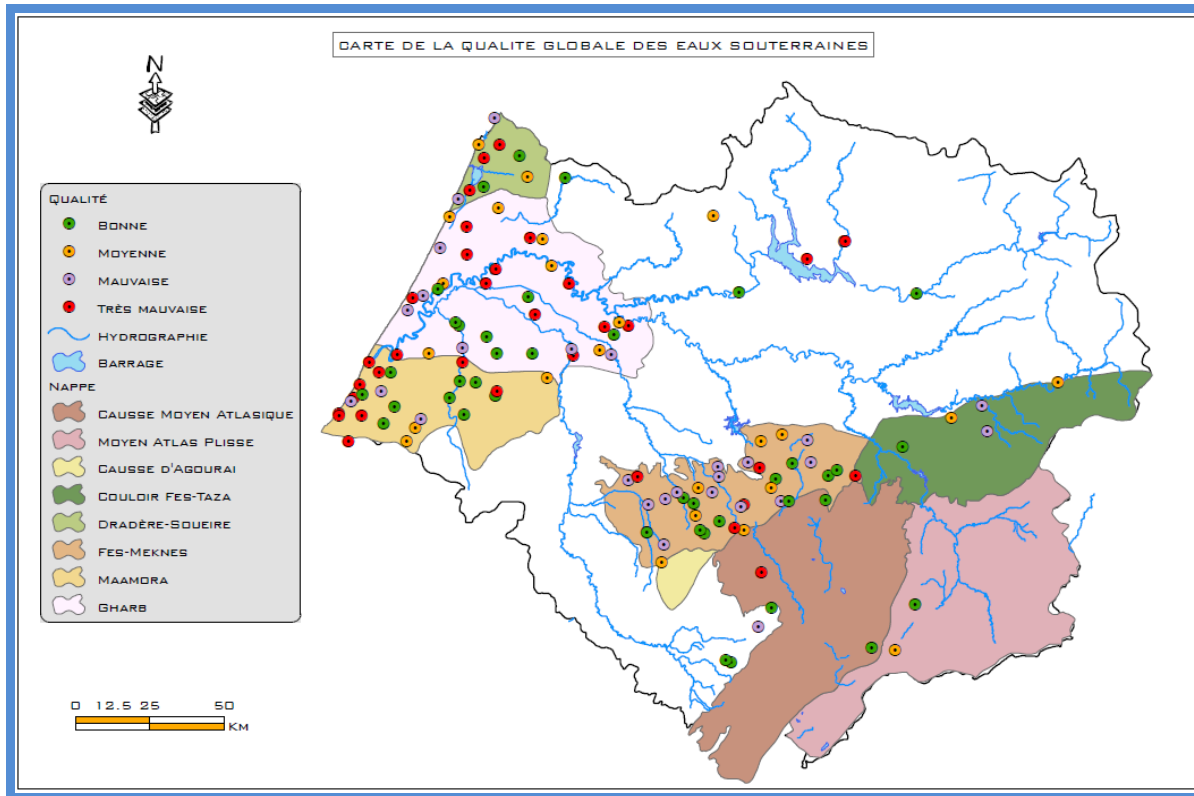 CARTE DE LA QUALITE GLOBALE DES EAUX SOUTERRAINES
N
QUALITÉ
BONNE
MOYENNE
MAUVAISE
TRÈS MAUVAISE
HYDROGRAPHIE
BARRAGE
NAPPE
CAUSSE MOYEN ATLASIQUE
MOYEN ATLAS PLISSE
CAUSSE D'AGOURAI
COULOIR FES-TAZA
DRADÈRE-SOUEIRE
FES-MEKNES
MAAMORA
GHARB
0 12.5 25 50
KM